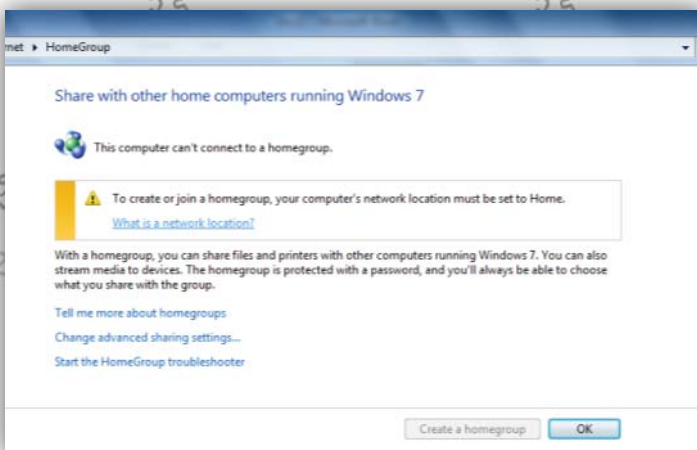 HomeGroup
Share with other home computers running Windows 7
This computer can't connect to a homegroup.
To create or join a homegroup, your computer's network location must be set to Home.
What is a network location?
With a homegroup, you can share files and printers with other computers running Windows 7. You can also
stream media to devices. The homegroup is protected with a password, and you'll always be able to choose
what you share with the group.
Tell me more about homegroups
Change advanced sharing settings...
Start the HomeGroup troubleshooter
Create a homegroup OK